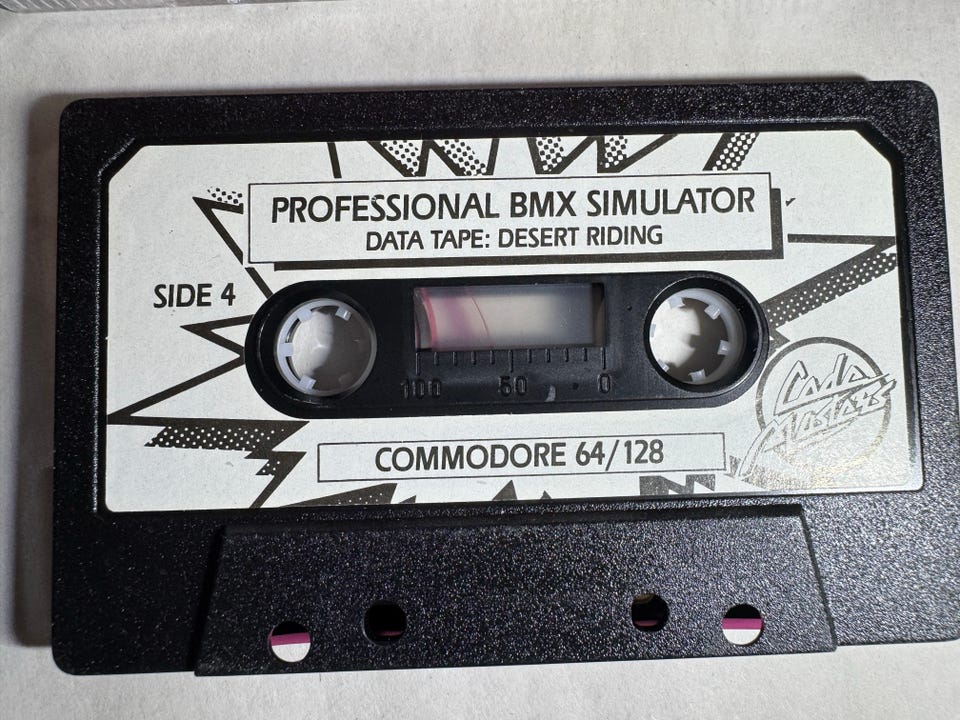 PROFESSIONAL BMX SIMULATOR
DATA TAPE: DESERT RIDING
SIDE 4
100 50 0
Code Masters
COMMODORE 64/128